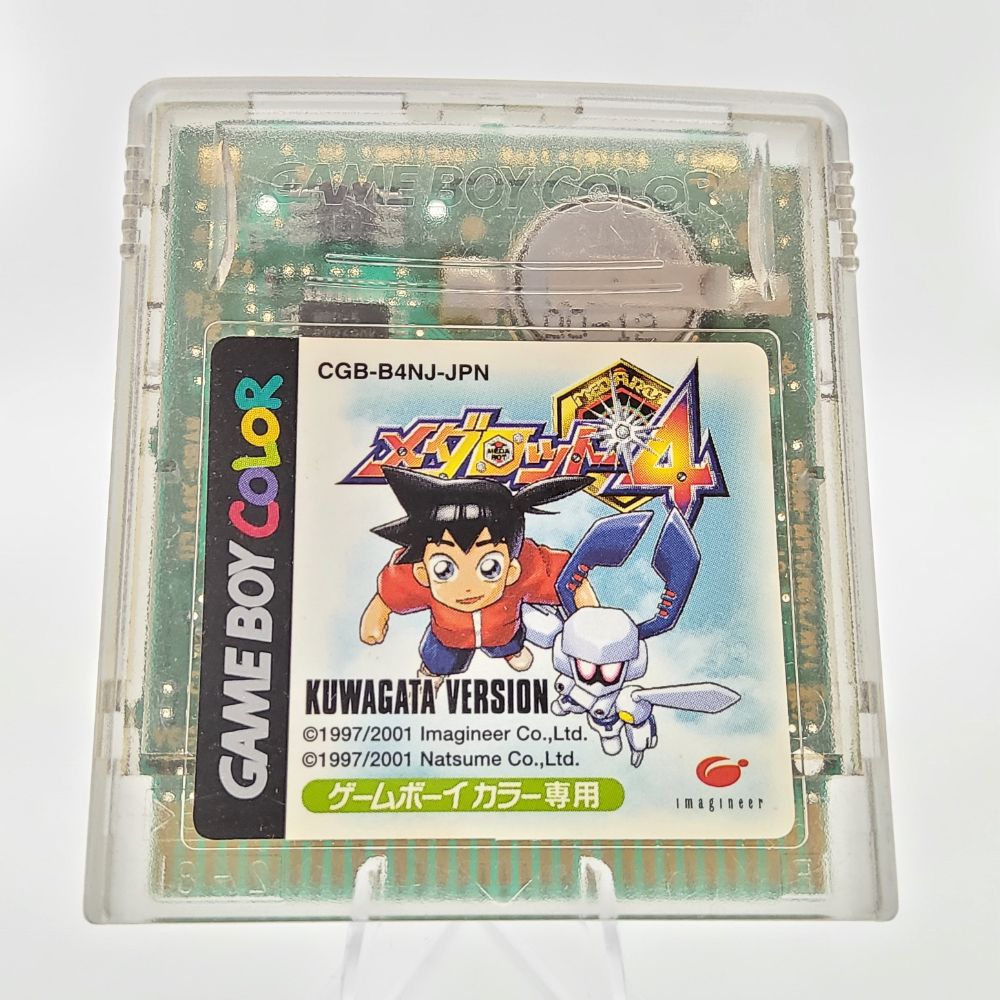 GAME BOY COLOR
CGB-B4NJ-JPN
メダロット4
MEDA
ROT
GAME BOY COLOR
KUWAGATA VERSION
©1997/2001 Imagineer Co.,Ltd.
©1997/2001 Natsume Co.,Ltd.
ゲームボーイカラー専用
imagineer